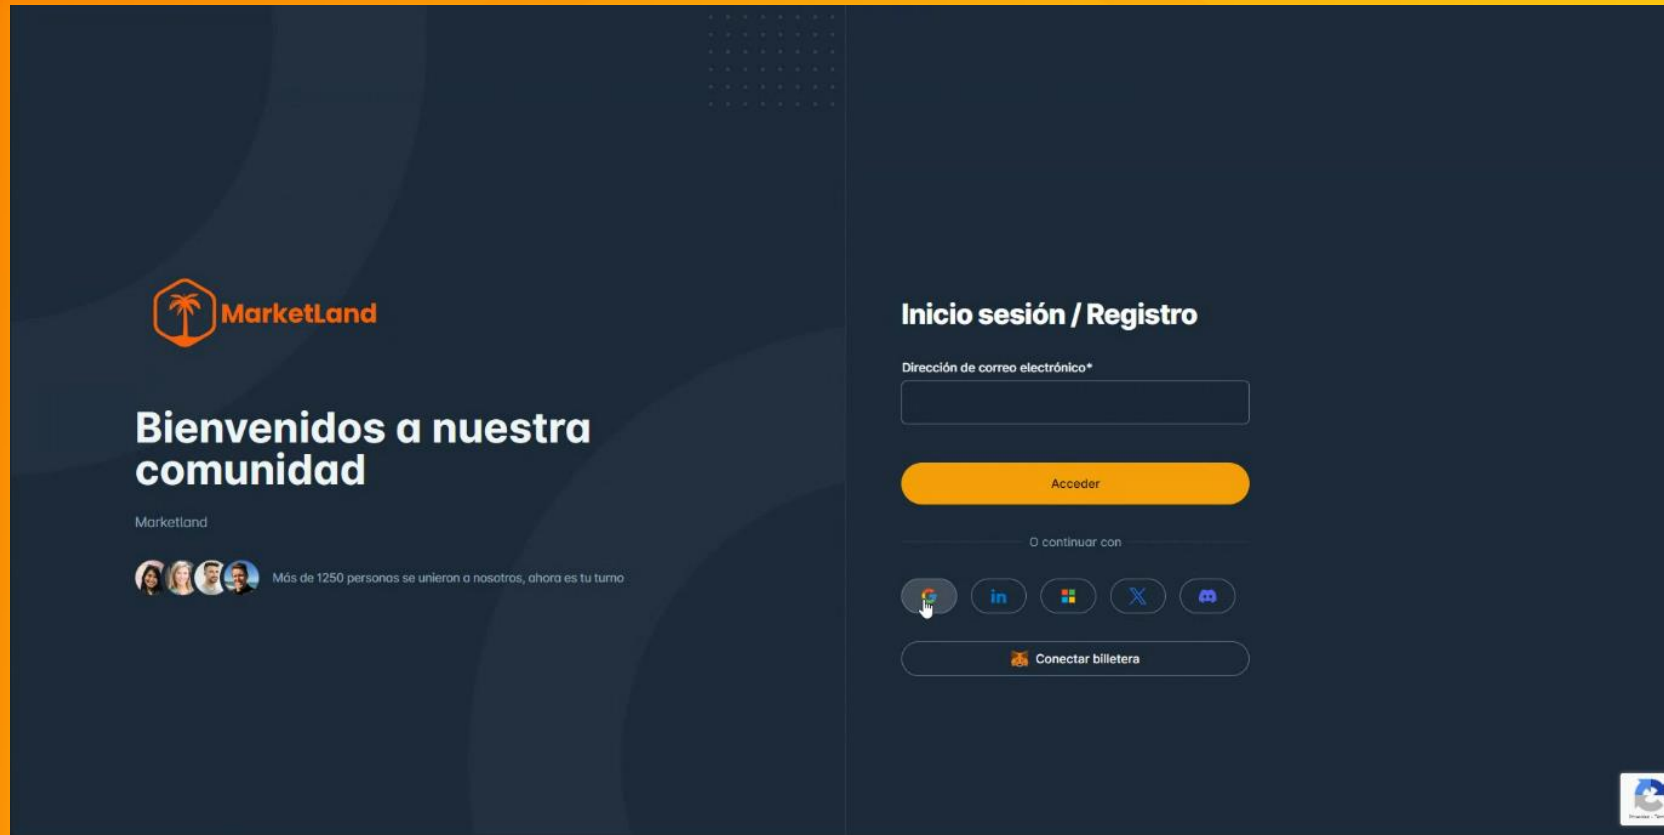 MarketLand
Bienvenidos a nuestra
comunidad
Marketland
Más de 1250 personas se unieron a nosotros, ahora es tu turno
Inicio sesión / Registro
Dirección de correo electrónico*
Acceder
O continuar con
in
Conectar billetera